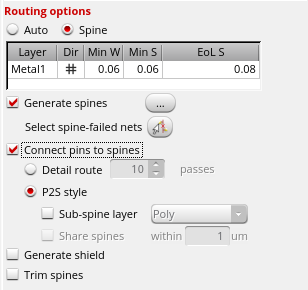 Routing options
Auto Spine
Layer Dir Min W Min S EoL S
Metal1 # 0.06 0.06 0.08
Generate spines ...
Select spine-failed nets
Connect pins to spines
Detail route 10 passes
P2S style
Sub-spine layer Poly
Share spines within 1 um
Generate shield
Trim spines